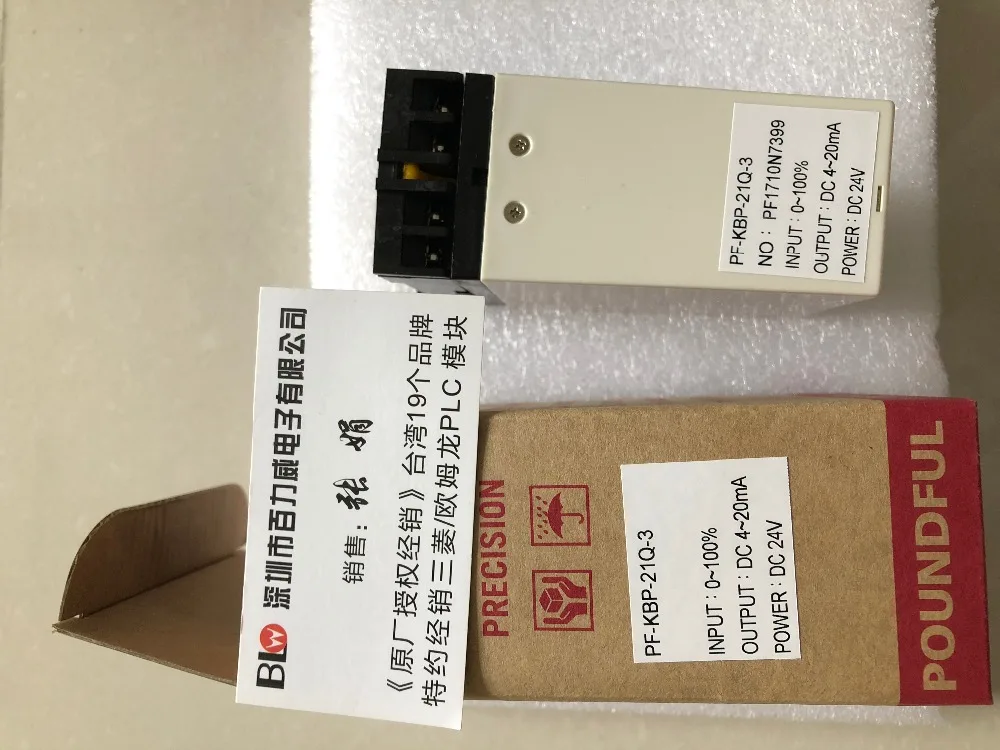 PF-KBP-21Q-3
NO： PF1710N7399
INPUT：0~100%
OUTPUT：DC 4~20mA
POWER：DC 24V
BLW 深圳市百力威电子有限公司
销售：张娟
《原厂授权经销》台湾19个品牌
特约经销三菱/欧姆龙PLC 模块
PRECISION
PF-KBP-21Q-3
INPUT：0~100%
OUTPUT：DC 4~20mA
POWER：DC 24V
POUNDFUL